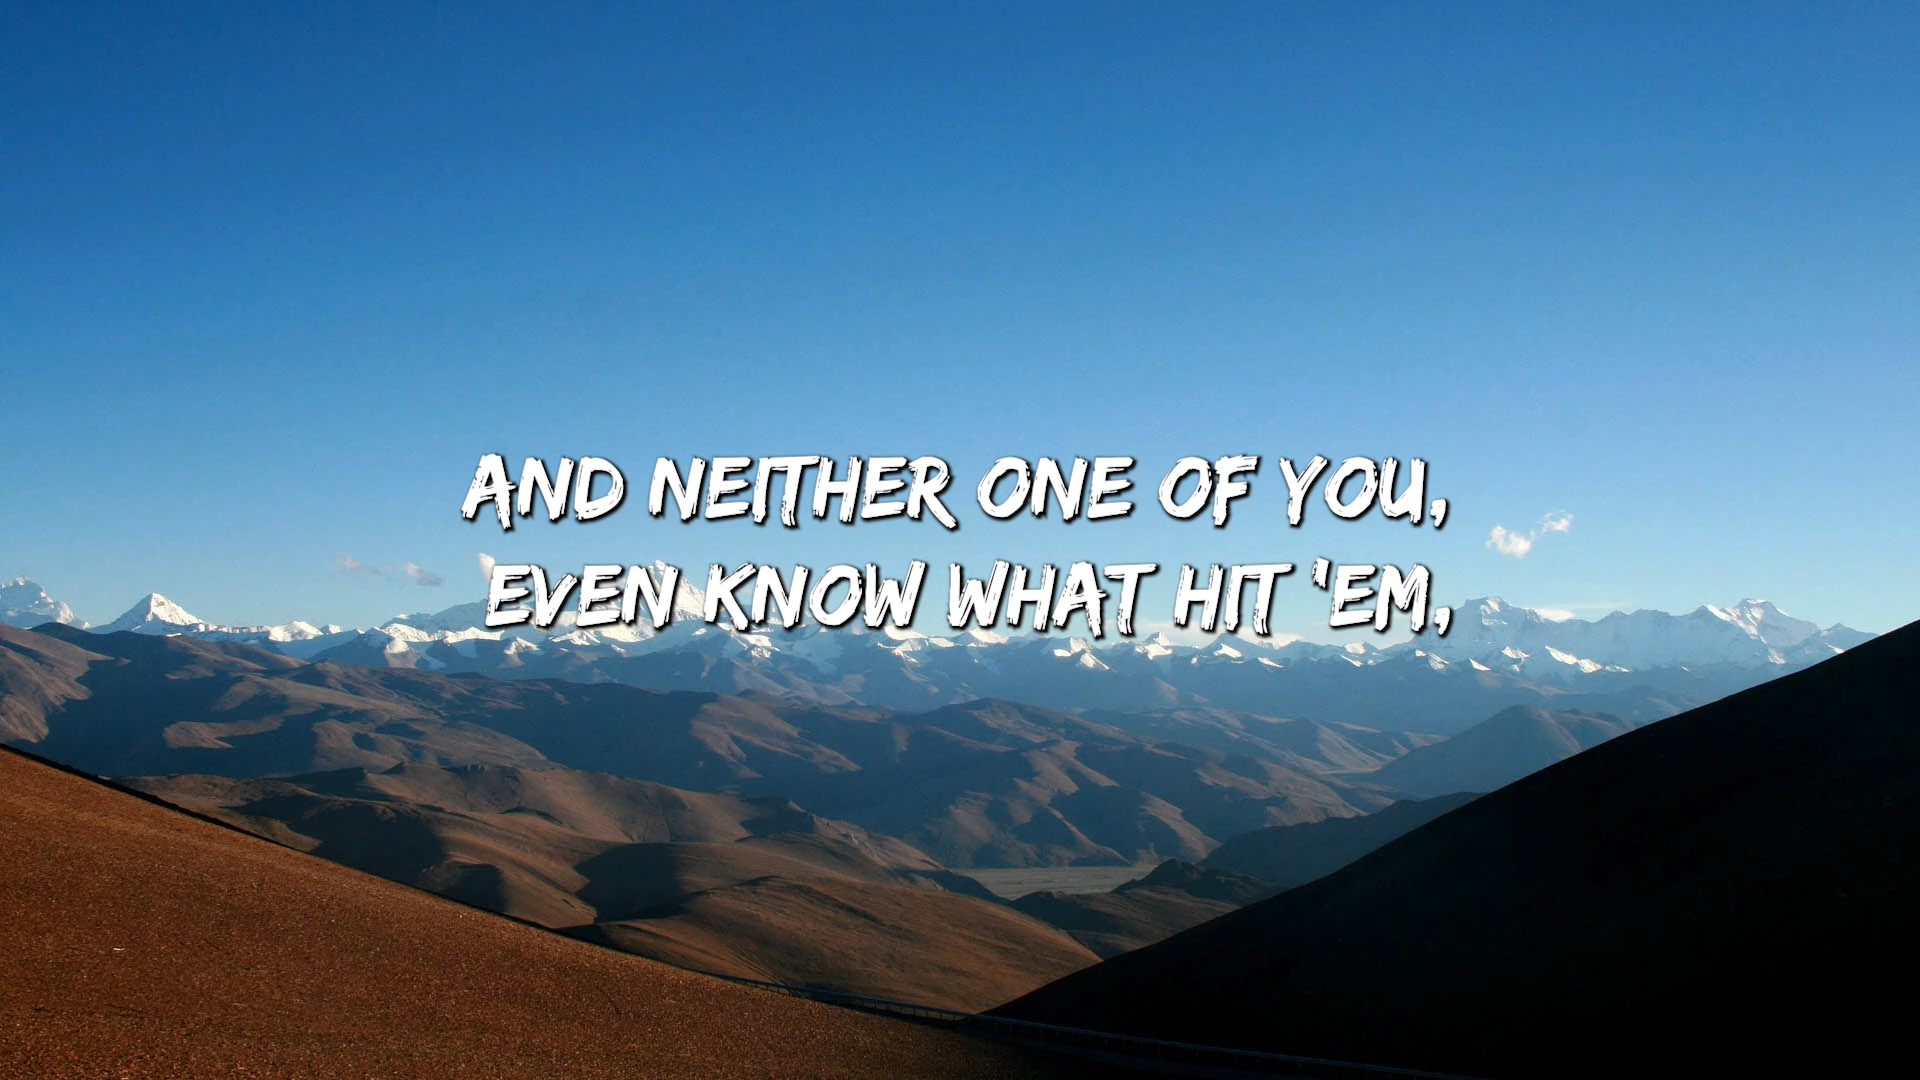 AND NEITHER ONE OF YOU,
EVEN KNOW WHAT HIT 'EM,